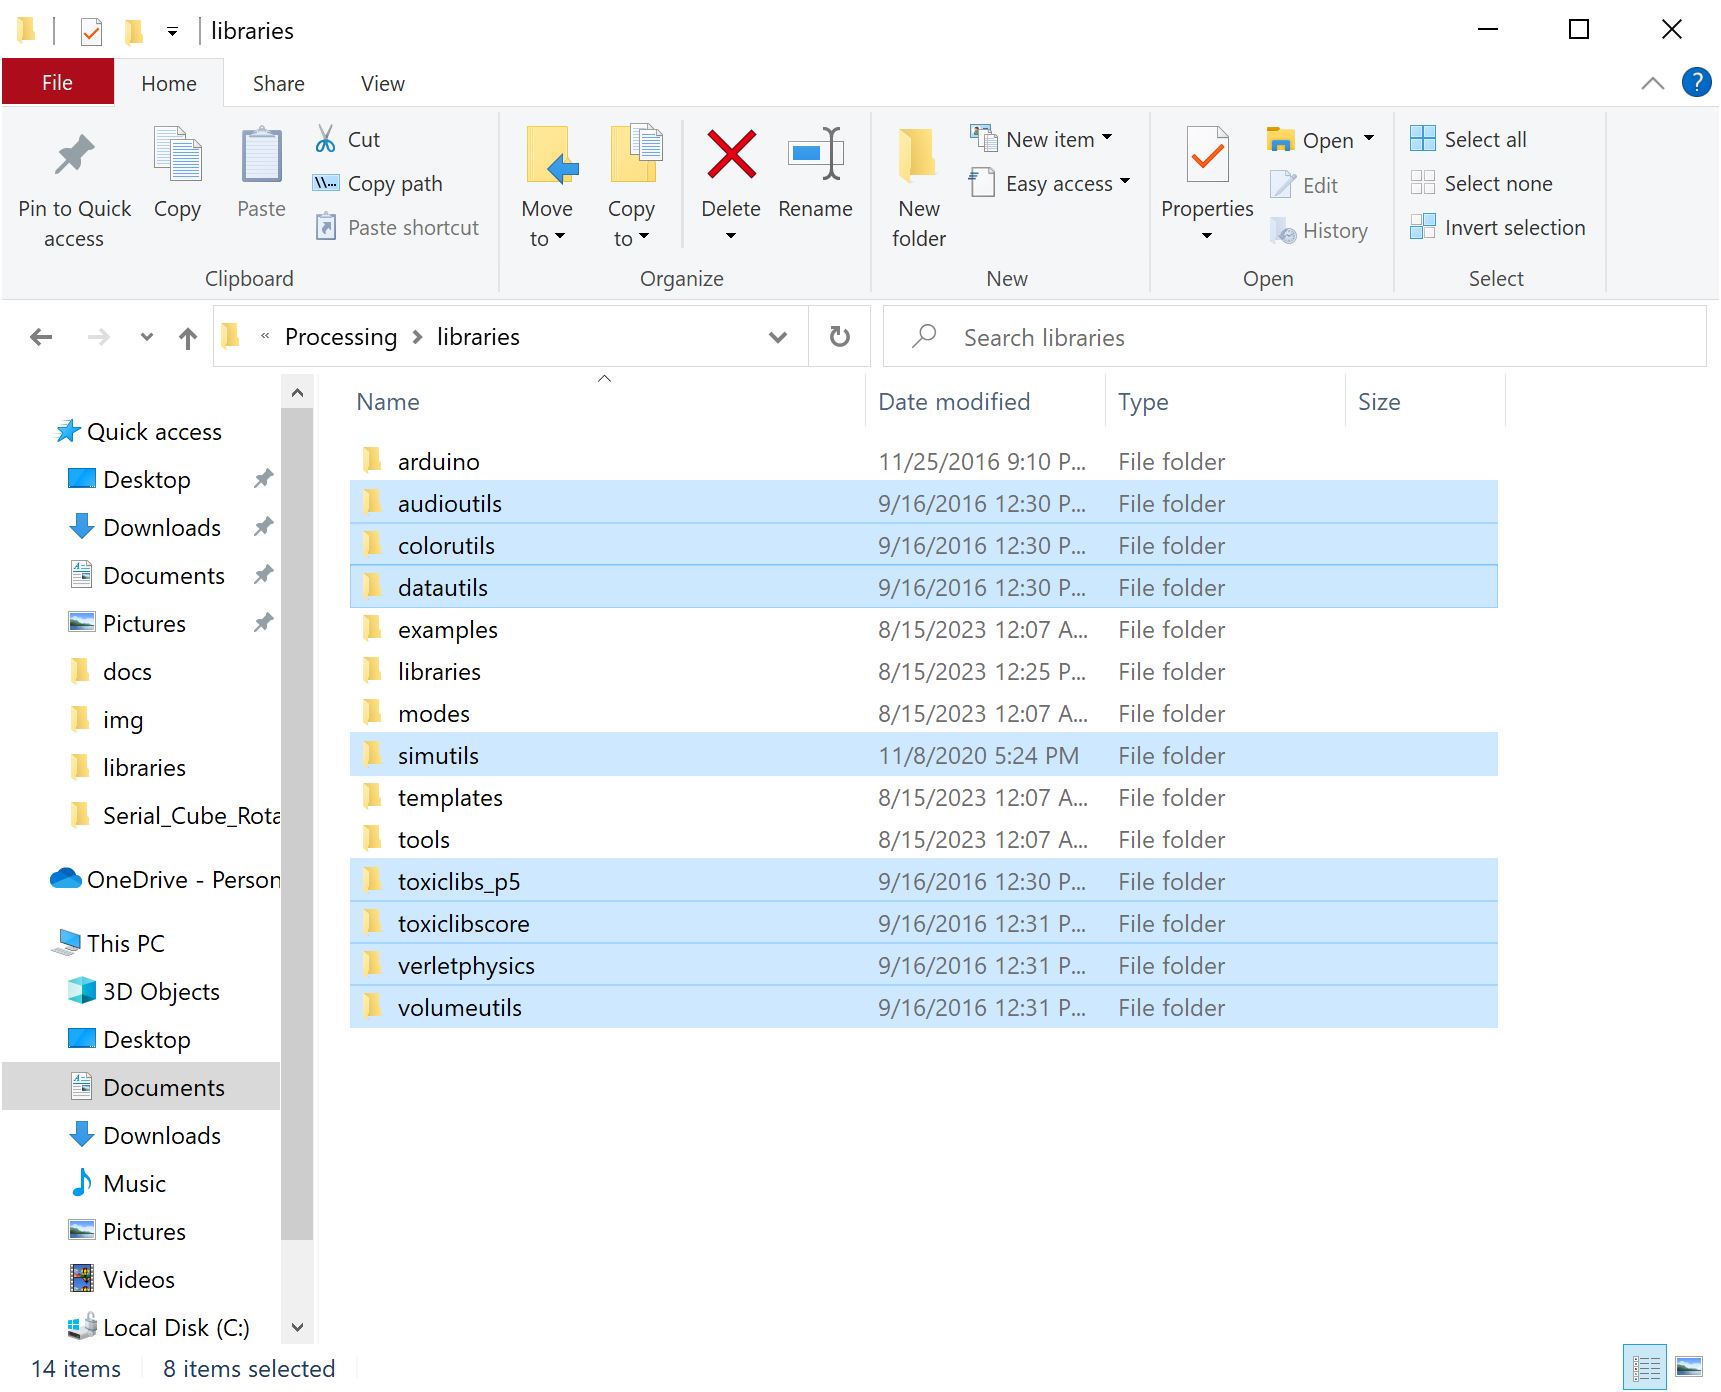 libraries
File Home Share View
Pin to Quick access
Copy
Paste
Cut
Copy path
Paste shortcut
Clipboard
Move to
Copy to
Delete
Rename
Organize
New folder
New item
Easy access
New
Properties
Open
Edit
History
Open
Select all
Select none
Invert selection
Select
« Processing > libraries
Search libraries
Quick access
Desktop
Downloads
Documents
Pictures
docs
img
libraries
Serial_Cube_Rota
OneDrive - Person
This PC
3D Objects
Desktop
Documents
Downloads
Music
Pictures
Videos
Local Disk (C:)
Name Date modified Type Size
arduino 11/25/2016 9:10 P... File folder
audioutils 9/16/2016 12:30 P... File folder
colorutils 9/16/2016 12:30 P... File folder
datautils 9/16/2016 12:30 P... File folder
examples 8/15/2023 12:07 A... File folder
libraries 8/15/2023 12:25 P... File folder
modes 8/15/2023 12:07 A... File folder
simutils 11/8/2020 5:24 PM File folder
templates 8/15/2023 12:07 A... File folder
tools 8/15/2023 12:07 A... File folder
toxiclibs_p5 9/16/2016 12:30 P... File folder
toxiclibscore 9/16/2016 12:31 P... File folder
verletphysics 9/16/2016 12:31 P... File folder
volumeutils 9/16/2016 12:31 P... File folder
14 items 8 items selected